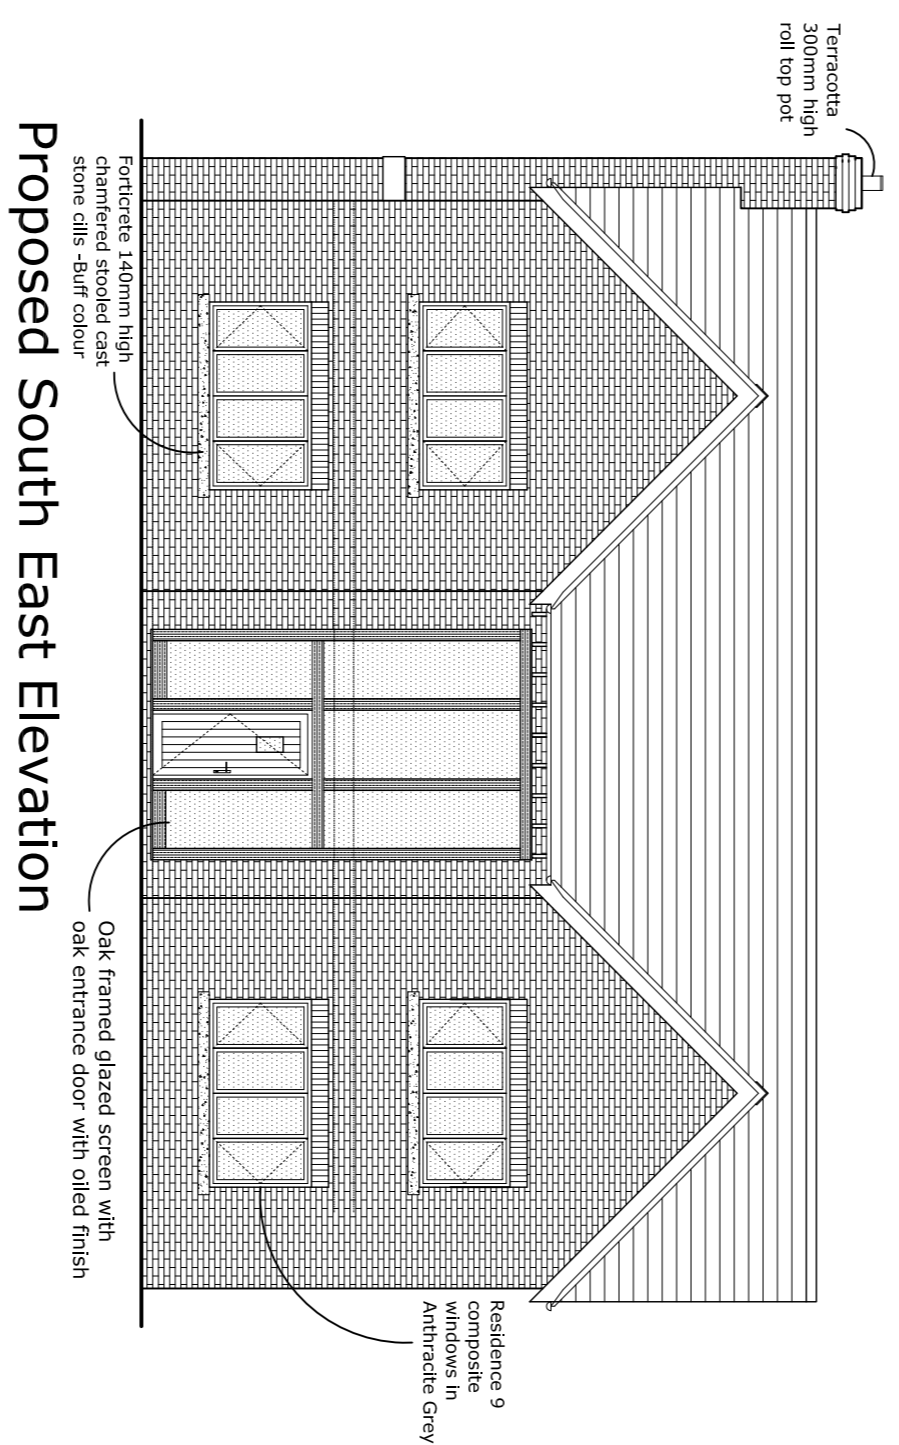 Terracotta
300mm high
roll top pot
Forticrete 140mm high
chamfered stooled cast
stone cills -Buff colour
Oak framed glazed screen with
oak entrance door with oiled finish
Residence 9
composite
windows in
Anthracite Grey
Proposed South East Elevation